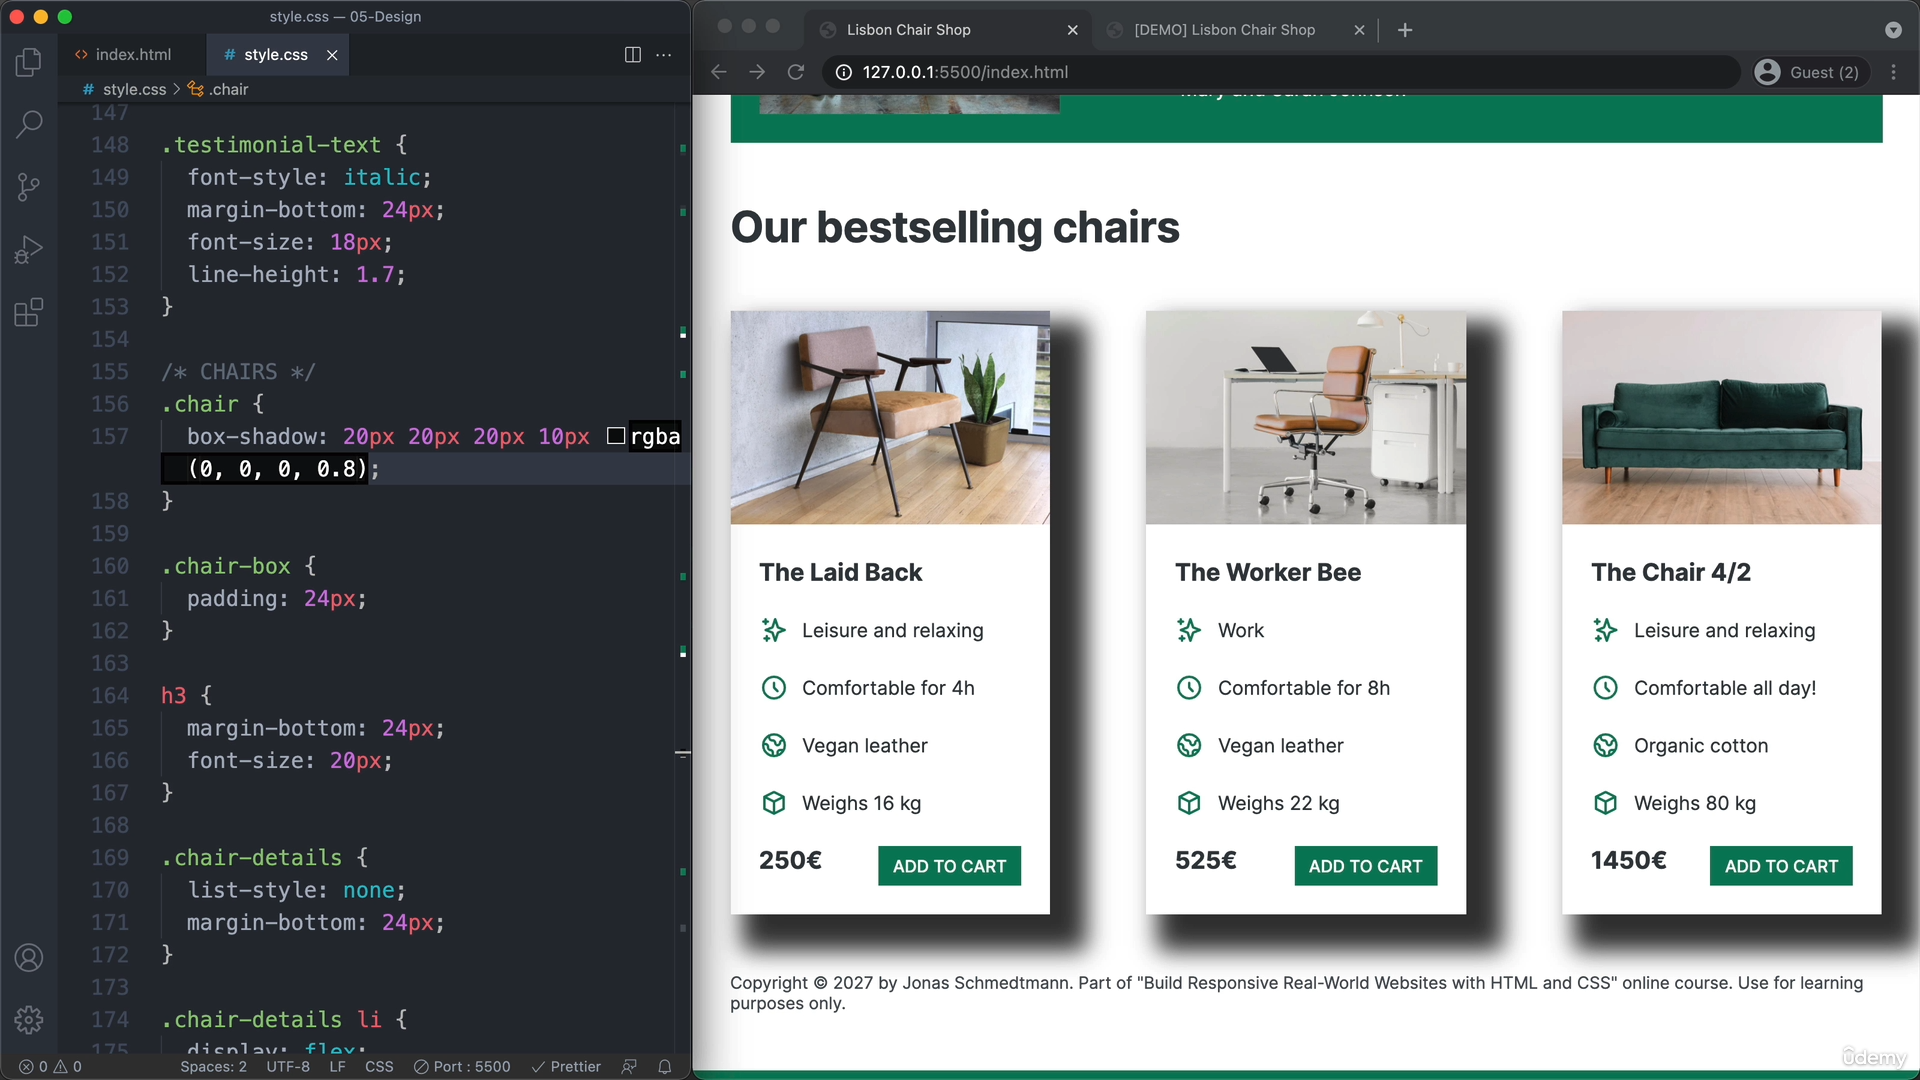 style.css — 05-Design
index.html
# style.css
# style.css > .chair
147
148 .testimonial-text {
149 font-style: italic;
150 margin-bottom: 24px;
151 font-size: 18px;
152 line-height: 1.7;
153 }
154
155 /* CHAIRS */
156 .chair {
157 box-shadow: 20px 20px 20px 10px rgba
(0, 0, 0, 0.8);
158 }
159
160 .chair-box {
161 padding: 24px;
162 }
163
164 h3 {
165 margin-bottom: 24px;
166 font-size: 20px;
167 }
168
169 .chair-details {
170 list-style: none;
171 margin-bottom: 24px;
172 }
173
174 .chair-details li {
175 display: flex;
0 0 Spaces: 2 UTF-8 LF CSS Port : 5500 Prettier
Lisbon Chair Shop
[DEMO] Lisbon Chair Shop
127.0.0.1:5500/index.html
Guest (2)
Mary and Sarah Johnson
Our bestselling chairs
The Laid Back
Leisure and relaxing
Comfortable for 4h
Vegan leather
Weighs 16 kg
250€ ADD TO CART
The Worker Bee
Work
Comfortable for 8h
Vegan leather
Weighs 22 kg
525€ ADD TO CART
The Chair 4/2
Leisure and relaxing
Comfortable all day!
Organic cotton
Weighs 80 kg
1450€ ADD TO CART
Copyright © 2027 by Jonas Schmedtmann. Part of "Build Responsive Real-World Websites with HTML and CSS" online course. Use for learning
purposes only.
ûdemy